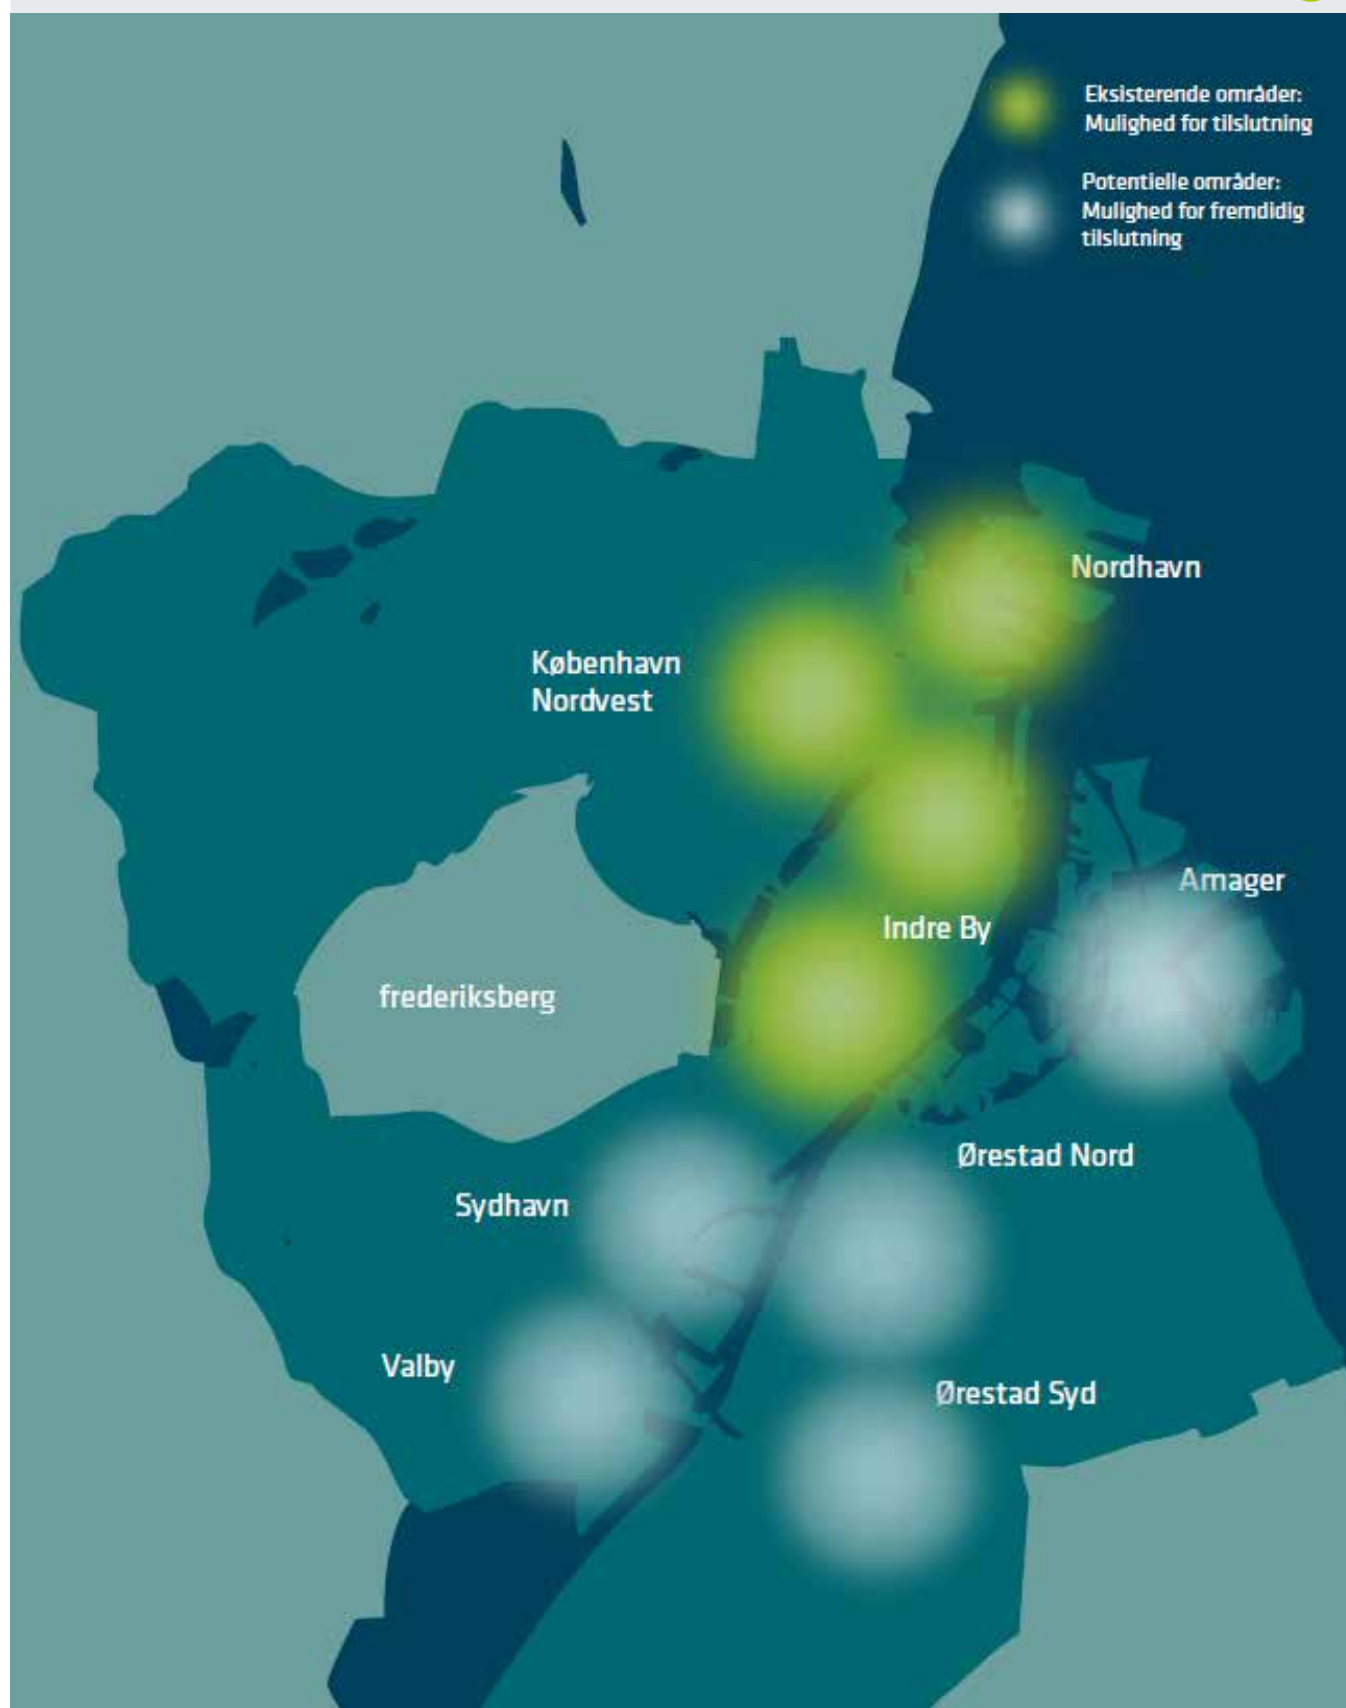 Eksisterende områder:
Mulighed for tilslutning
Potentielle områder:
Mulighed for fremdidig
tilslutning
Nordhavn
København
Nordvest
Amager
Indre By
frederiksberg
Ørestad Nord
Sydhavn
Valby
Ørestad Syd